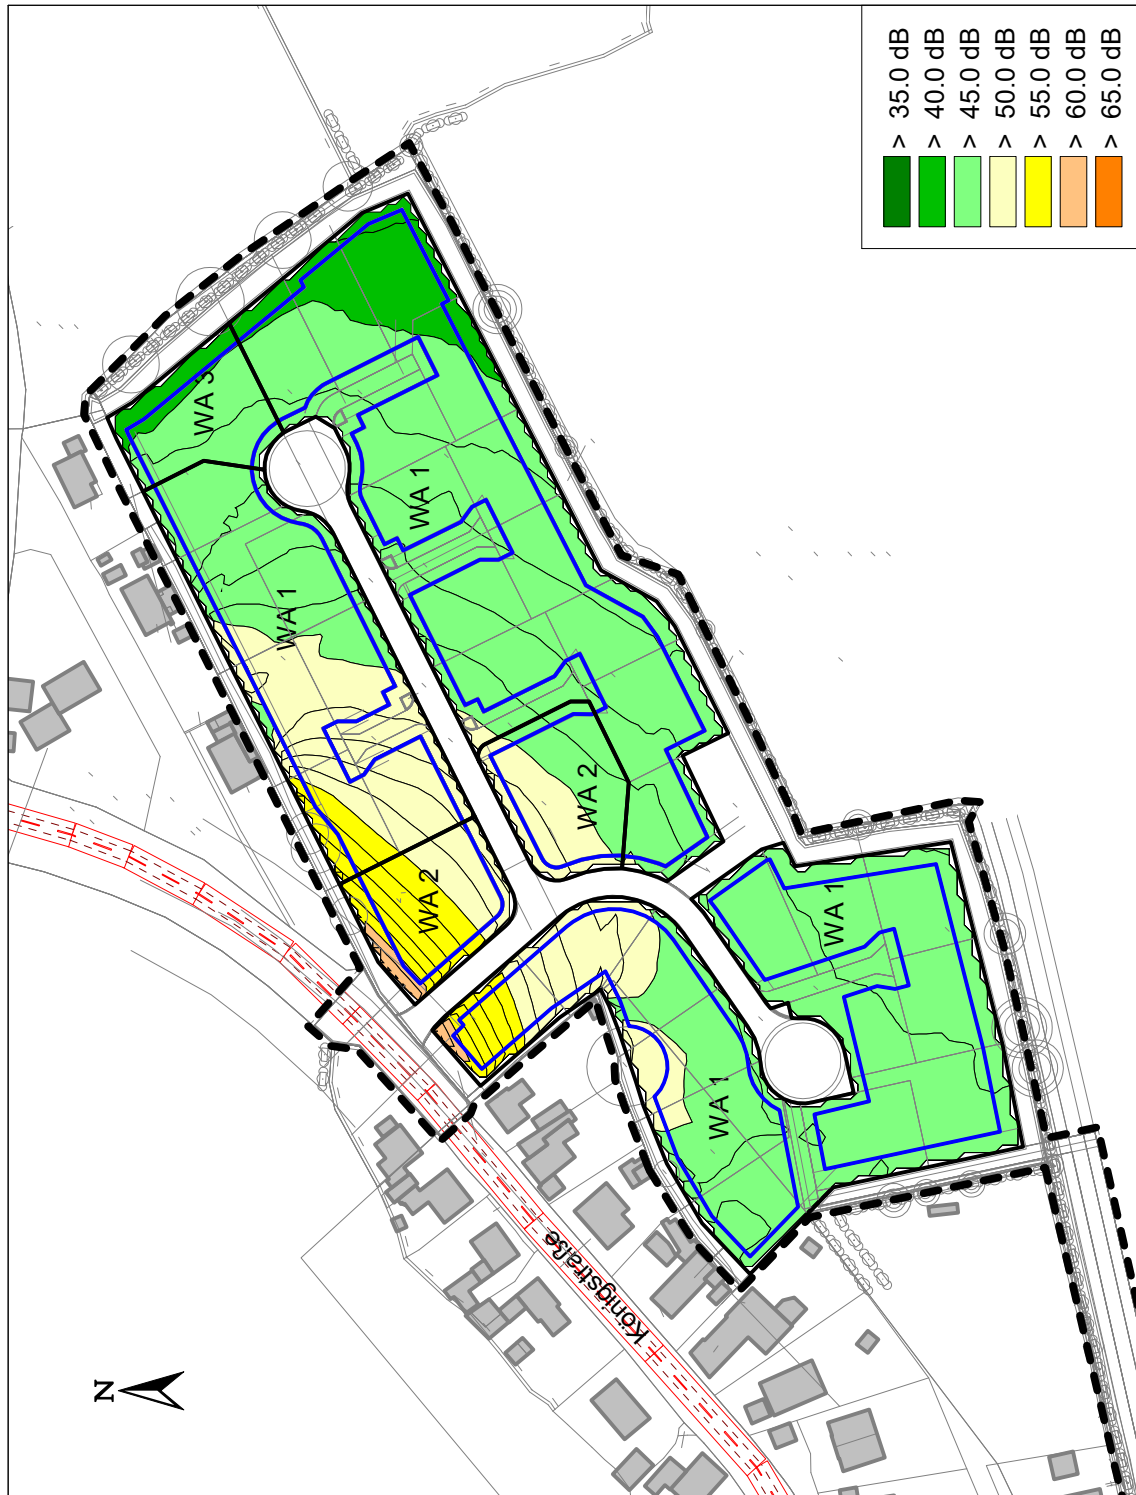 > 35.0 dB
> 40.0 dB
> 45.0 dB
> 50.0 dB
> 55.0 dB
> 60.0 dB
> 65.0 dB
WA 3
WA 1
WA 1
WA 2
WA 2
WA 1
WA 1
Königstraße
N